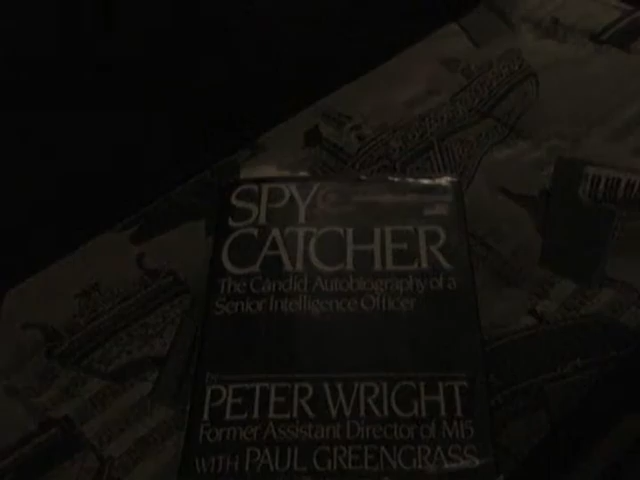 SPY
CATCHER
The Candid Autobiography of a
Senior Intelligence Officer
by
PETER WRIGHT
Former Assistant Director of MI5
WITH PAUL GREENGRASS